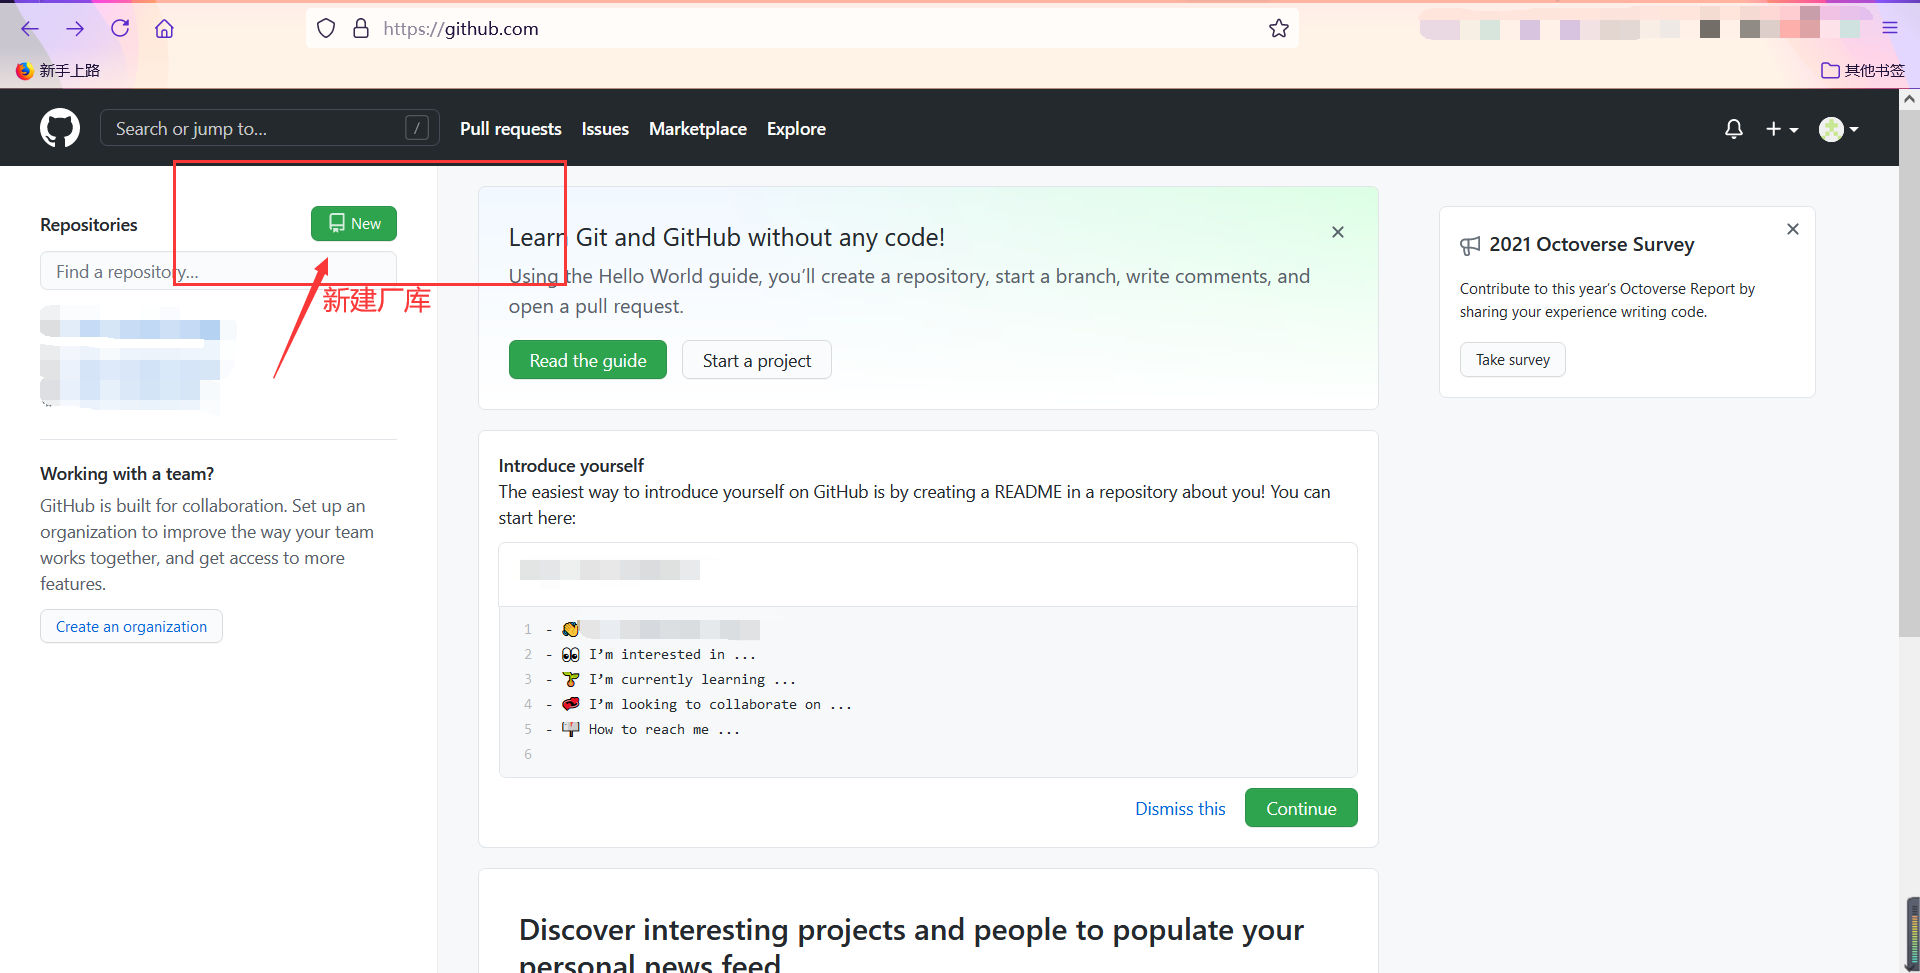 https://github.com
新手上路
其他书签
Search or jump to...
/
Pull requests
Issues
Marketplace
Explore
Repositories
New
Find a repository...
新建厂库
Working with a team?
GitHub is built for collaboration. Set up an
organization to improve the way your team
works together, and get access to more
features.
Create an organization
Learn Git and GitHub without any code!
Using the Hello World guide, you’ll create a repository, start a branch, write comments, and
open a pull request.
Read the guide
Start a project
Introduce yourself
The easiest way to introduce yourself on GitHub is by creating a README in a repository about you! You can
start here:
1 - 👋
2 - 👀 I’m interested in ...
3 - 🌱 I’m currently learning ...
4 - 💞️ I’m looking to collaborate on ...
5 - 📫 How to reach me ...
6
Dismiss this
Continue
Discover interesting projects and people to populate your
personal news feed
2021 Octoverse Survey
Contribute to this year’s Octoverse Report by
sharing your experience writing code.
Take survey